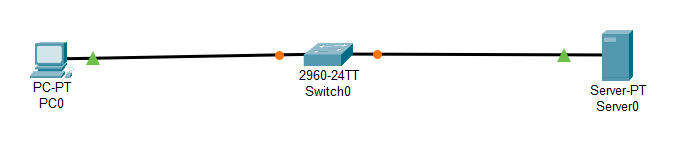 PC-PT
PC0
2960-24TT
Switch0
Server-PT
Server0